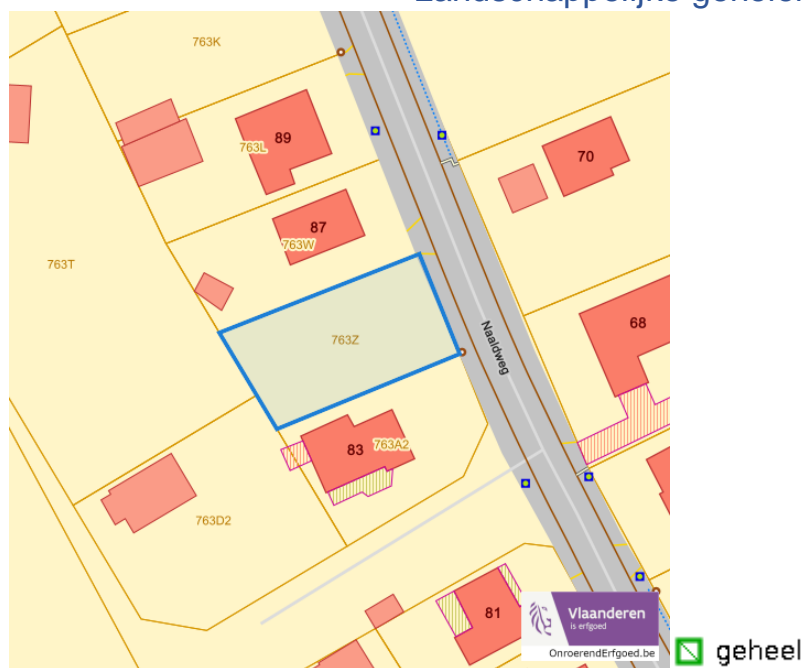 Landschappelijke geheele
763K
89
763L
70
87
763W
763T
763Z
Naaldweg
68
83
763A2
763D2
81
Vlaanderen
is erfgoed
OnroerendErfgoed.be
geheel